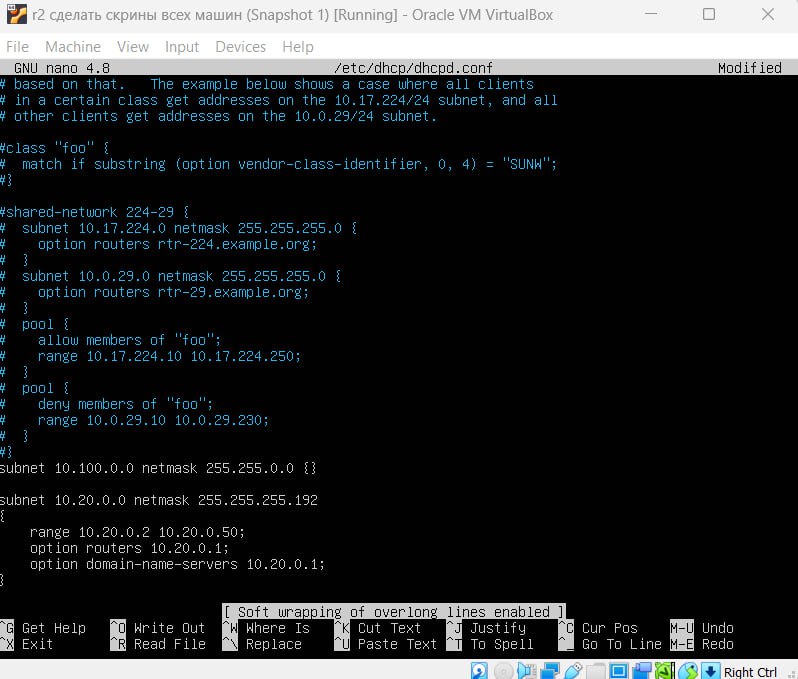 r2 сделать скрины всех машин (Snapshot 1) [Running] - Oracle VM VirtualBox
File Machine View Input Devices Help
GNU nano 4.8 /etc/dhcp/dhcpd.conf Modified
# based on that.   The example below shows a case where all clients
# in a certain class get addresses on the 10.17.224/24 subnet, and all
# other clients get addresses on the 10.0.29/24 subnet.
#class "foo" {
#  match if substring (option vendor-class-identifier, 0, 4) = "SUNW";
#}
#shared-network 224-29 {
#  subnet 10.17.224.0 netmask 255.255.255.0 {
#    option routers rtr-224.example.org;
#  }
#  subnet 10.0.29.0 netmask 255.255.255.0 {
#    option routers rtr-29.example.org;
#  }
#  pool {
#    allow members of "foo";
#    range 10.17.224.10 10.17.224.250;
#  }
#  pool {
#    deny members of "foo";
#    range 10.0.29.10 10.0.29.230;
#  }
#}
subnet 10.100.0.0 netmask 255.255.0.0 {}
subnet 10.20.0.0 netmask 255.255.255.192
{
    range 10.20.0.2 10.20.0.50;
    option routers 10.20.0.1;
    option domain-name-servers 10.20.0.1;
}
[ Soft wrapping of overlong lines enabled ]
^G Get Help ^O Write Out ^W Where Is ^K Cut Text ^J Justify ^C Cur Pos M-U Undo
^X Exit ^R Read File ^\ Replace ^U Paste Text ^T To Spell ^_ Go To Line M-E Redo
Right Ctrl